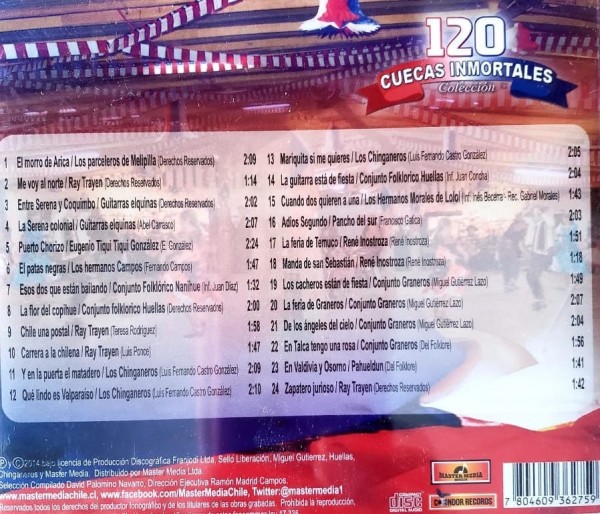 120
CUECAS INMORTALES
Colección
1 El morro de Arica / Los parceleros de Melipilla (Derechos Reservados) 2:09
2 Me voy al norte / Ray Trayen (Derechos Reservados) 1:14
3 Entre Serena y Coquimbo / Guitarras elquinas (Derechos Reservados) 2:02
4 La Serena colonial / Guitarras elquinas (Abel Carrasco) 2:07
5 Puerto Chorizo / Eugenio Tiqui Tiqui González (E. González) 2:24
6 El patas negras / Los hermanos Campos (Fernando Campos) 1:47
7 Esos dos que están bailando / Conjunto Folklórico Nanihue (Inf. Juan Díaz) 1:32
8 La flor del copihue / Conjunto folklorico Huellas (Derechos Reservados) 2:00
9 Chile una postal / Ray Trayen (Teresa Rodriguez) 1:58
10 Carrera a la chilena / Ray Trayen (Luis Ponce) 1:47
11 Y en la puerta el matadero / Los Chinganeros (Luis Fernando Castro González) 2:09
12 Qué lindo es Valparaíso / Los Chinganeros (Luis Fernando Castro González) 2:10
13 Mariquita si me quieres / Los Chinganeros (Luis Fernando Castro González) 2:05
14 La guitarra está de fiesta / Conjunto Folklorico Huellas (Inf. Juan Concha) 2:04
15 Cuando dos quieren a una / Los Hermanos Morales de Lolol (Inf. Inés Becerra- Rec. Gabriel Morales) 1:43
16 Adios Segundo / Pancho del sur (Francisco Gatica) 2:03
17 La feria de Temuco / René Inostroza (René Inostroza) 1:51
18 Manda de san Sebastián / René Inostroza (René Inostroza) 1:18
19 Los cacheros están de fiesta / Conjunto Graneros (Miguel Gutiérrez Lazo) 1:49
20 La feria de Graneros / Conjunto Graneros (Miguel Gutiérrez Lazo) 2:07
21 De los ángeles del cielo / Conjunto Graneros (Miguel Gutiérrez Lazo) 2:04
22 En Talca tengo una rosa / Conjunto Graneros (Del Folklore) 1:56
23 En Valdivia y Osorno / Pahueldun (Del Folklore) 1:41
24 Zapatero jurioso / Ray Trayen (Derechos Reservados) 1:42
℗ y © 2014 bajo licencia de Producción Discográfica Franjodi Ltda., Selló Liberación, Miguel Gutierrez, Huellas,
Chinganeros y Master Media. Distribuido por Master Media Ltda.
Selección Compilado David Palomino Navarro, Dirección Ejecutiva Ramón Madrid Campos.
www.mastermediachile.cl, www.facebook.com/MasterMediaChile, Twitter:@mastermedia1
Reservados todos los derechos del productor fonográfico y de los titulares de las obras grabadas. Prohibida la reproducción,
COMPACT disc DIGITAL AUDIO
MASTER MEDIA
CONDOR RECORDS
7 804609 362759